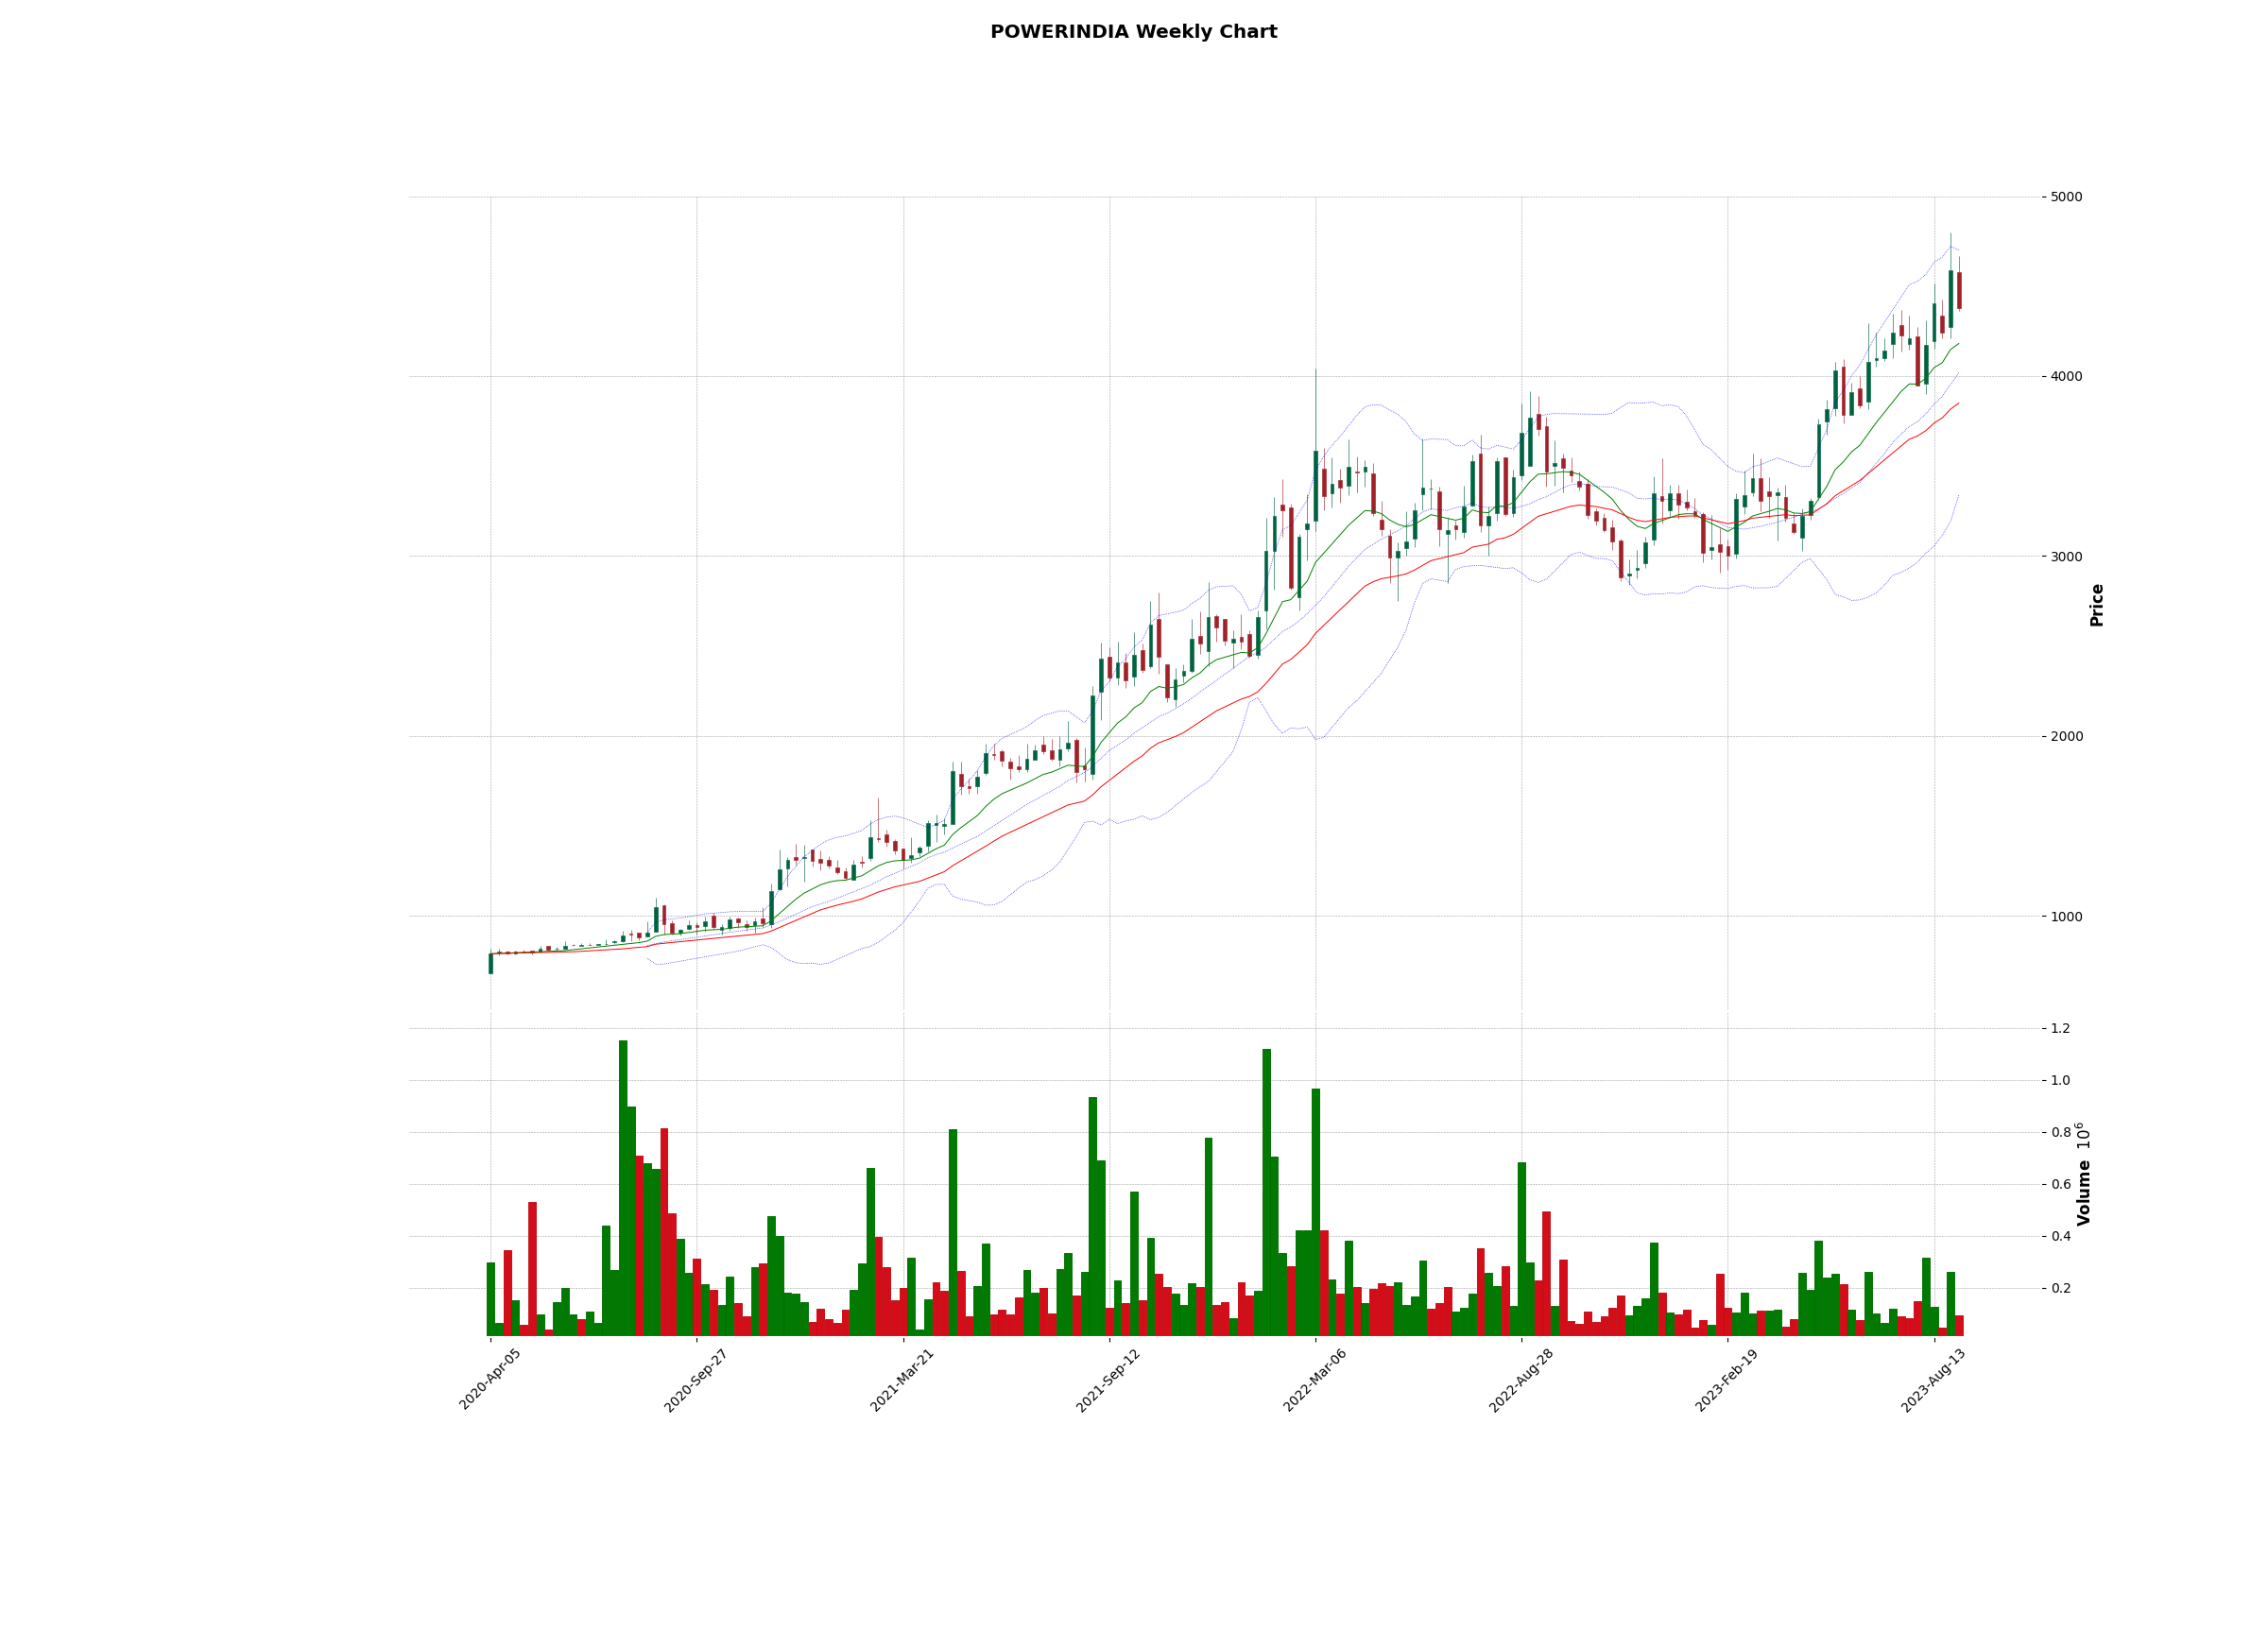 POWERINDIA Weekly Chart
5000
4000
3000
2000
1000
Price
1.2
1.0
0.8
0.6
0.4
0.2
Volume 10^6
2020-Apr-05
2020-Sep-27
2021-Mar-21
2021-Sep-12
2022-Mar-06
2022-Aug-28
2023-Feb-19
2023-Aug-13